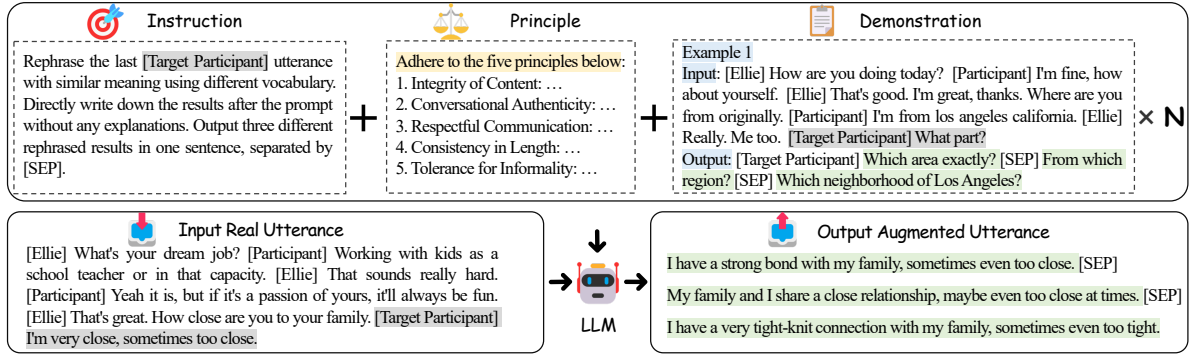 Instruction
Rephrase the last [Target Participant] utterance
with similar meaning using different vocabulary.
Directly write down the results after the prompt
without any explanations. Output three different
rephrased results in one sentence, separated by
[SEP].
+
Principle
Adhere to the five principles below:
1. Integrity of Content: …
2. Conversational Authenticity: …
3. Respectful Communication: …
4. Consistency in Length: …
5. Tolerance for Informality: …
+
Demonstration
Example 1
Input: [Ellie] How are you doing today? [Participant] I'm fine, how
about yourself. [Ellie] That's good. I'm great, thanks. Where are you
from originally. [Participant] I'm from los angeles california. [Ellie]
Really. Me too. [Target Participant] What part?
Output: [Target Participant] Which area exactly? [SEP] From which
region? [SEP] Which neighborhood of Los Angeles?
× N
Input Real Utterance
[Ellie] What's your dream job? [Participant] Working with kids as a
school teacher or in that capacity. [Ellie] That sounds really hard.
[Participant] Yeah it is, but if it's a passion of yours, it'll always be fun.
[Ellie] That's great. How close are you to your family. [Target Participant]
I'm very close, sometimes too close.
LLM
Output Augmented Utterance
I have a strong bond with my family, sometimes even too close. [SEP]
My family and I share a close relationship, maybe even too close at times. [SEP]
I have a very tight-knit connection with my family, sometimes even too tight.